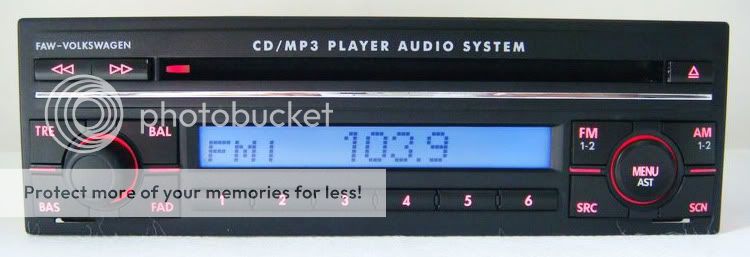 FAW-VOLKSWAGEN
CD/MP3 PLAYER AUDIO SYSTEM
photobucket
TRE
BAL
FM1 103.9
FM
1-2
AM
1-2
MENU
AST
Protect more of your memories for less!
BAS
FAD
1 2 3 4 5 6
SRC
SCN